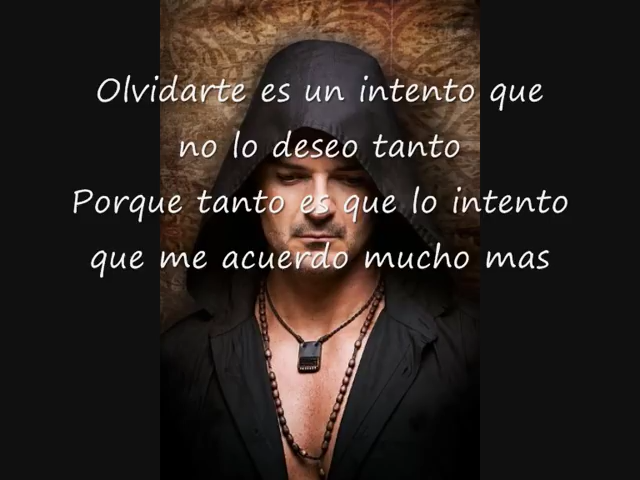 Olvidarte es un intento que
no lo deseo tanto
Porque tanto es que lo intento
que me acuerdo mucho mas